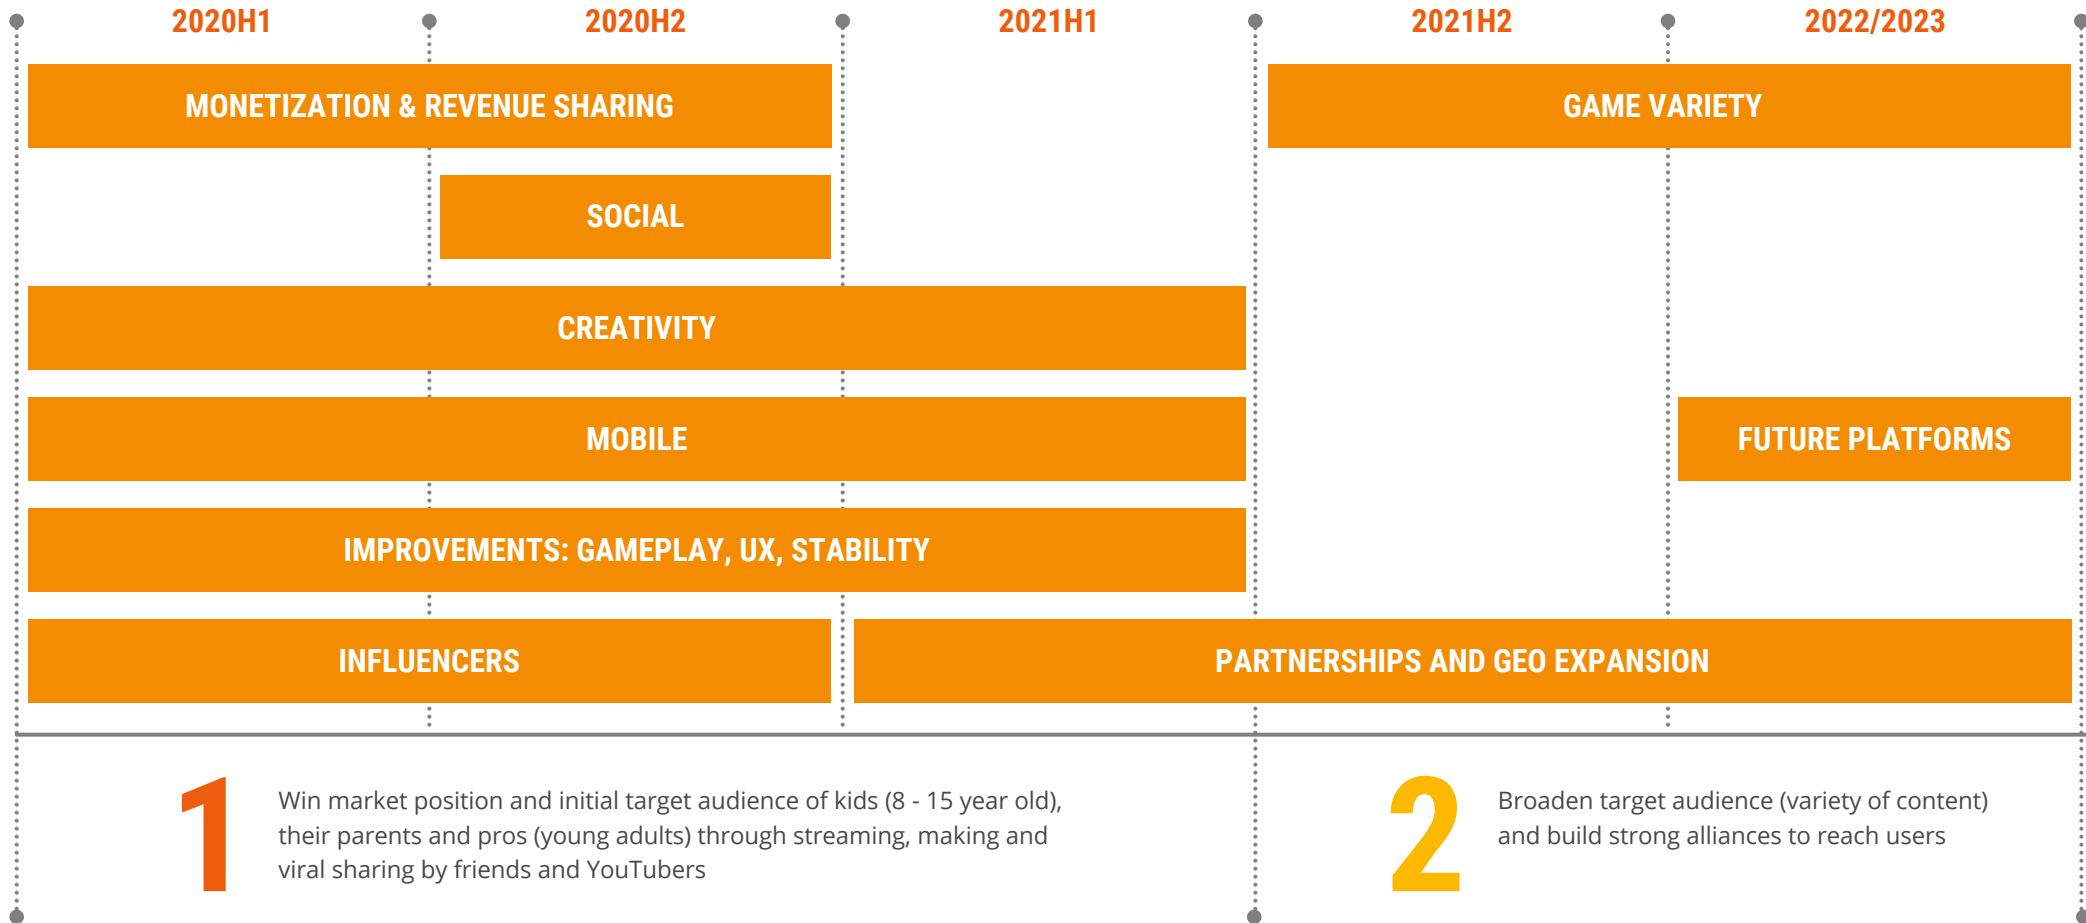 2020H1
2020H2
2021H1
2021H2
2022/2023
MONETIZATION & REVENUE SHARING
GAME VARIETY
SOCIAL
CREATIVITY
MOBILE
FUTURE PLATFORMS
IMPROVEMENTS: GAMEPLAY, UX, STABILITY
INFLUENCERS
PARTNERSHIPS AND GEO EXPANSION
1
Win market position and initial target audience of kids (8 - 15 year old),
their parents and pros (young adults) through streaming, making and
viral sharing by friends and YouTubers
2
Broaden target audience (variety of content)
and build strong alliances to reach users